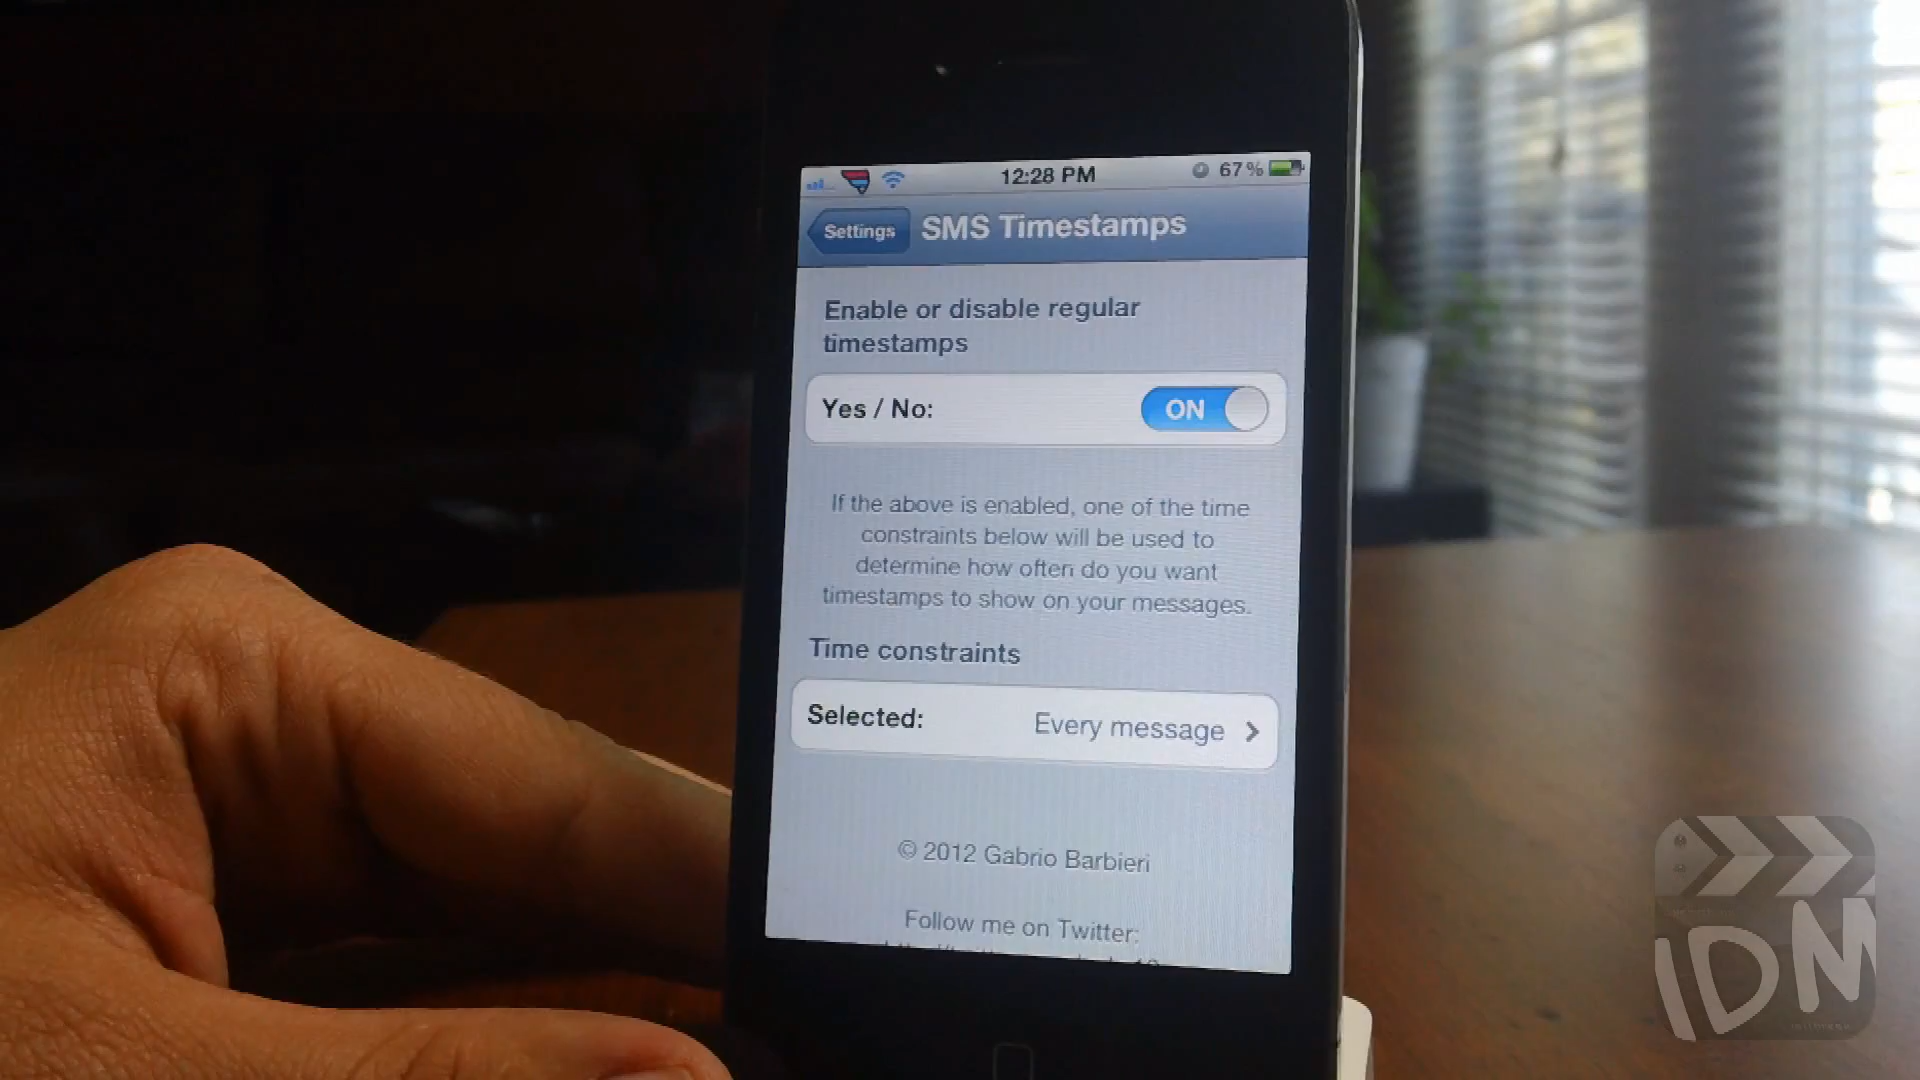 12:28 PM
67%
Settings
SMS Timestamps
Enable or disable regular
timestamps
Yes / No:
ON
If the above is enabled, one of the time
constraints below will be used to
determine how often do you want
timestamps to show on your messages.
Time constraints
Selected:
Every message
© 2012 Gabrio Barbieri
Follow me on Twitter:
IDM